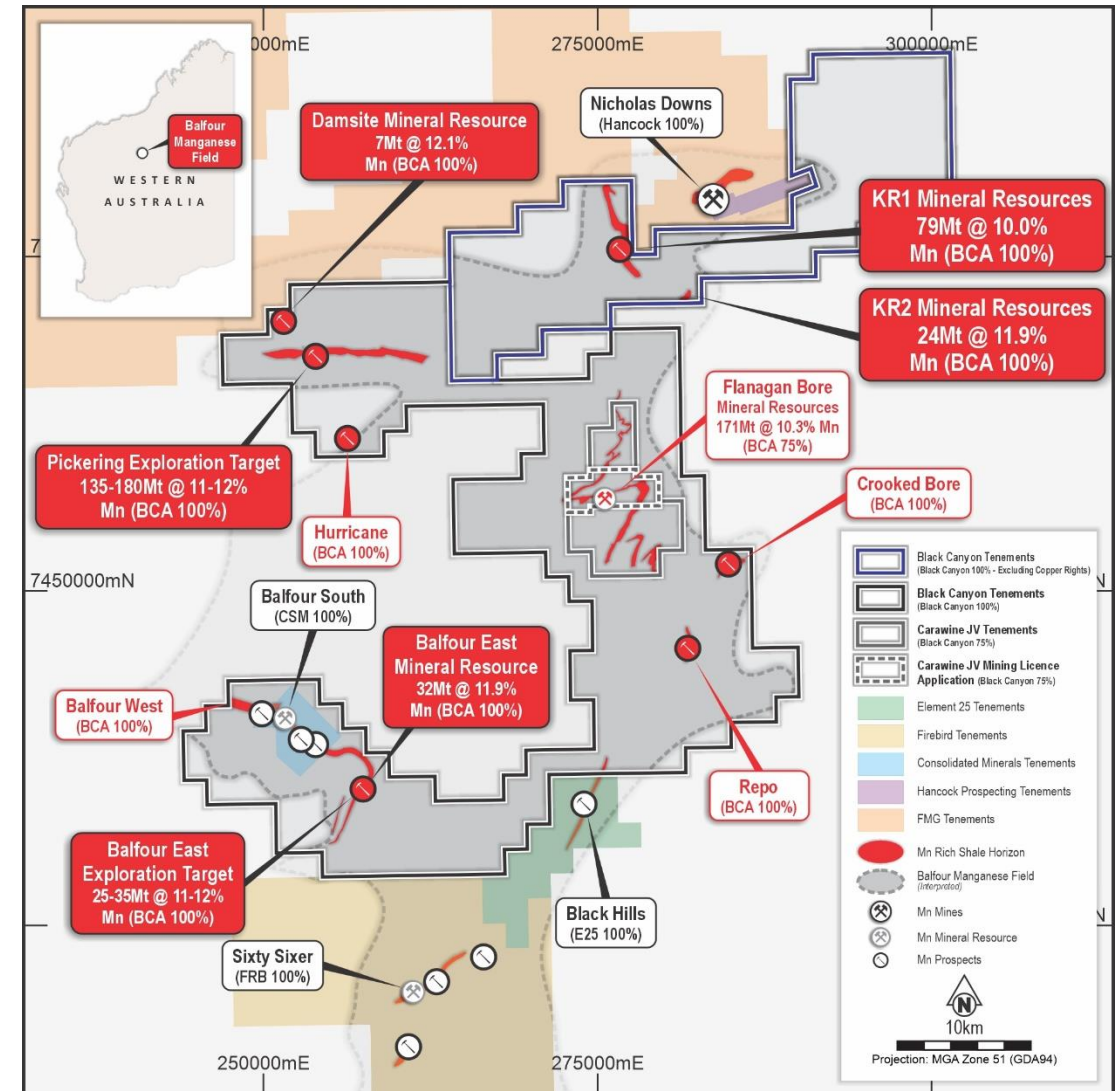 000mE
275000mE
300000mE
Balfour
Manganese
Field
WESTERN
AUSTRALIA
Damsite Mineral Resource
7Mt @ 12.1%
Mn (BCA 100%)
Nicholas Downs
(Hancock 100%)
KR1 Mineral Resources
79Mt @ 10.0%
Mn (BCA 100%)
7
KR2 Mineral Resources
24Mt @ 11.9%
Mn (BCA 100%)
Flanagan Bore
Mineral Resources
171Mt @ 10.3% Mn
(BCA 75%)
Pickering Exploration Target
135-180Mt @ 11-12%
Mn (BCA 100%)
Hurricane
(BCA 100%)
Crooked Bore
(BCA 100%)
7450000mN
N
Balfour South
(CSM 100%)
Balfour East
Mineral Resource
32Mt @ 11.9%
Mn (BCA 100%)
Balfour West
(BCA 100%)
Repo
(BCA 100%)
Balfour East
Exploration Target
25-35Mt @ 11-12%
Mn (BCA 100%)
Black Hills
(E25 100%)
Sixty Sixer
(FRB 100%)
N
250000mE
275000mE
Black Canyon Tenements
(Black Canyon 100% - Excluding Copper Rights)
Black Canyon Tenements
(Black Canyon 100%)
Carawine JV Tenements
(Black Canyon 75%)
Carawine JV Mining Licence
Application (Black Canyon 75%)
Element 25 Tenements
Firebird Tenements
Consolidated Minerals Tenements
Hancock Prospecting Tenements
FMG Tenements
Mn Rich Shale Horizon
Balfour Manganese Field
(Interpreted)
Mn Mines
Mn Mineral Resource
Mn Prospects
N
10km
Projection: MGA Zone 51 (GDA94)